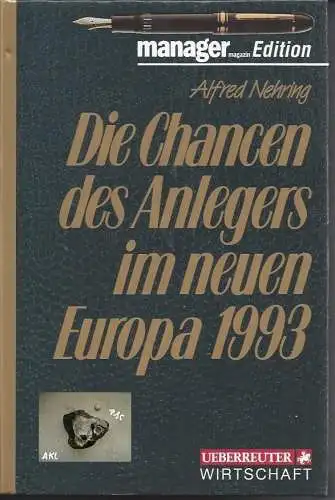 manager magazin Edition
Alfred Nehring
Die Chancen
des Anlegers
im neuen
Europa 1993
AKL
UEBERREUTER
WIRTSCHAFT